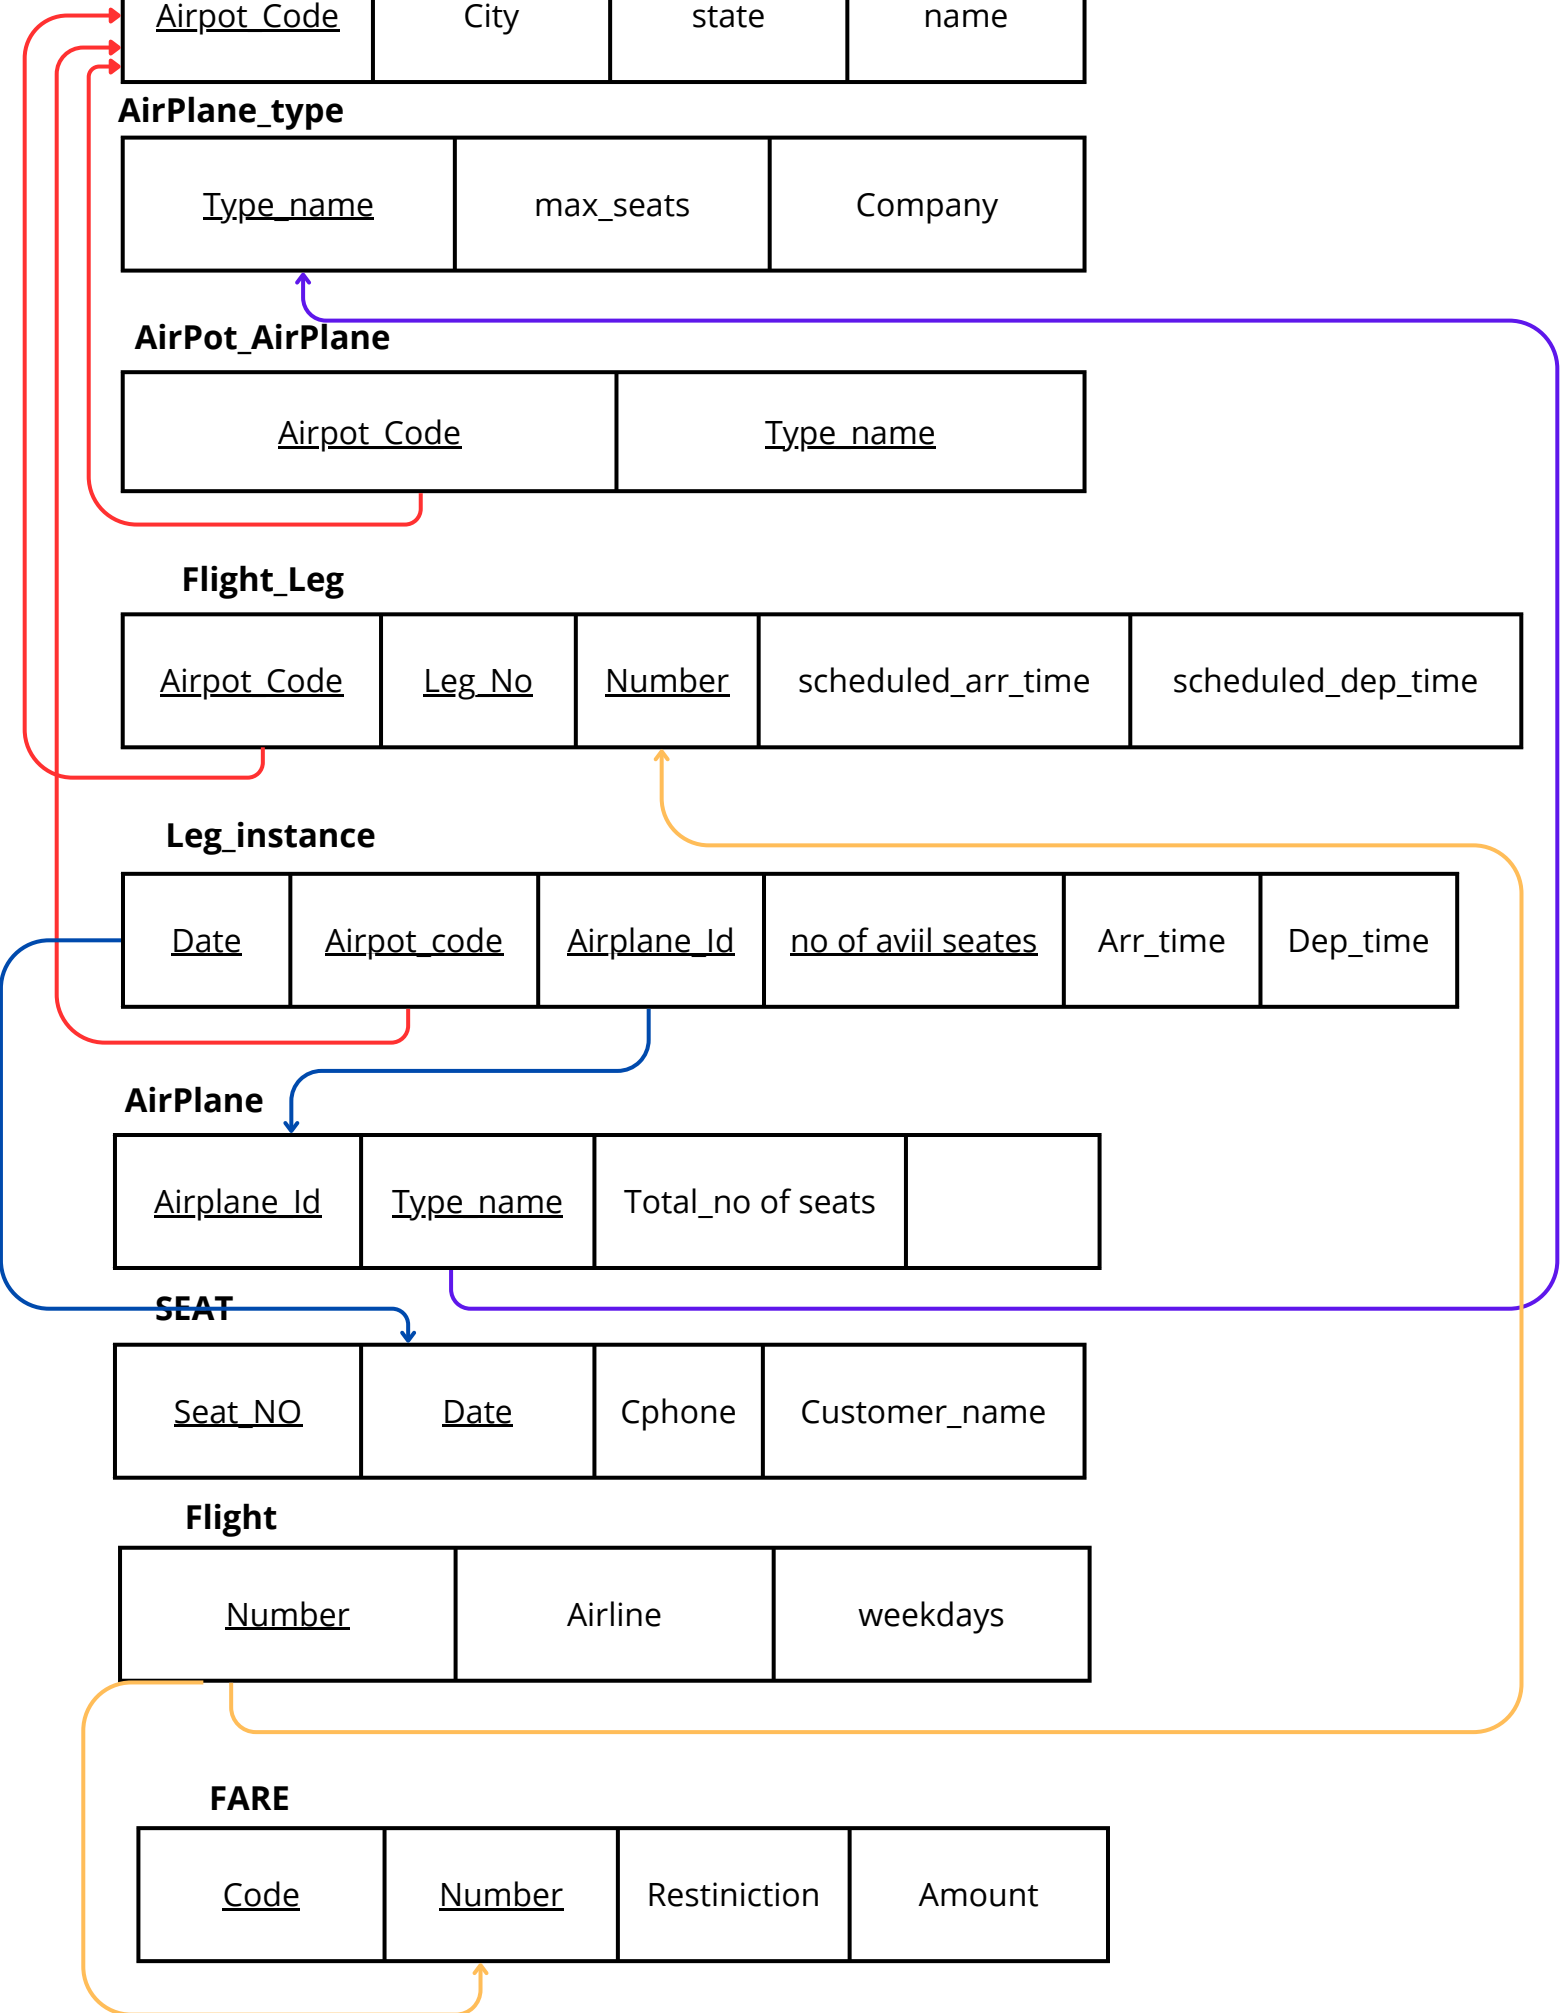 Airpot_Code City state name
AirPlane_type
Type_name max_seats Company
AirPot_AirPlane
Airpot_Code Type_name
Flight_Leg
Airpot_Code Leg_No Number scheduled_arr_time scheduled_dep_time
Leg_instance
Date Airpot_code Airplane_Id no of aviil seates Arr_time Dep_time
AirPlane
Airplane_Id Type_name Total_no of seats
SEAT
Seat_NO Date Cphone Customer_name
Flight
Number Airline weekdays
FARE
Code Number Restiniction Amount